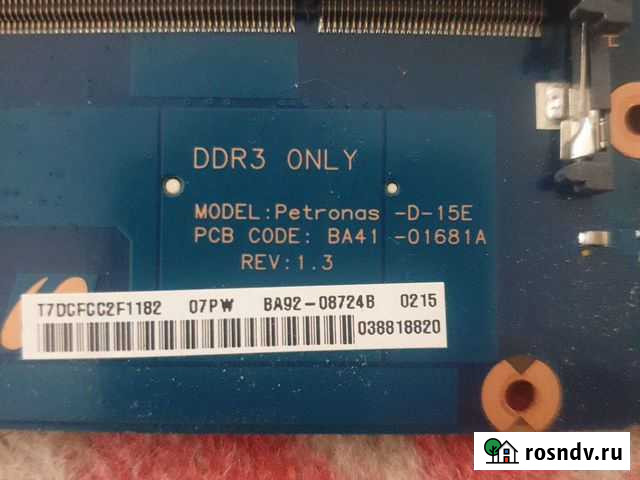 DDR3 ONLY
MODEL:Petronas -D-15E
PCB CODE: BA41 -01681A
REV:1.3
T7DCFCC2F1182 07PW BA92-08724B 0215
038818820
rosndv.ru